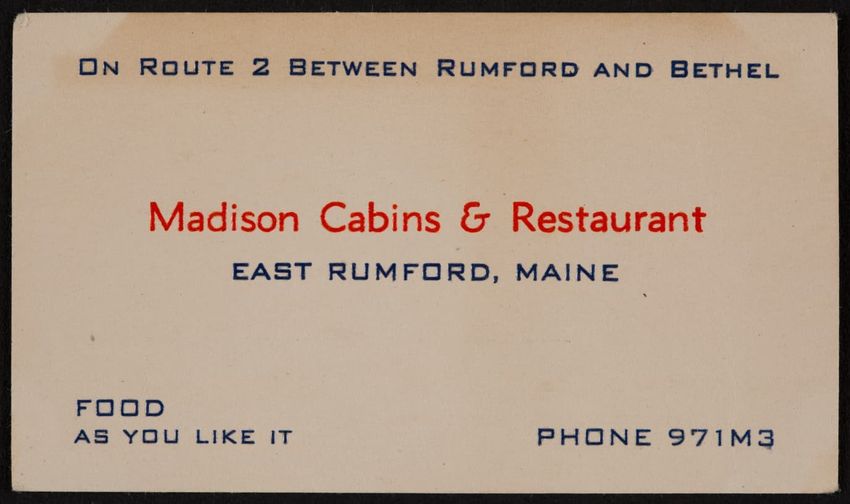 On Route 2 Between Rumford and Bethel
Madison Cabins & Restaurant
EAST RUMFORD, MAINE
FOOD
AS YOU LIKE IT
PHONE 971M3